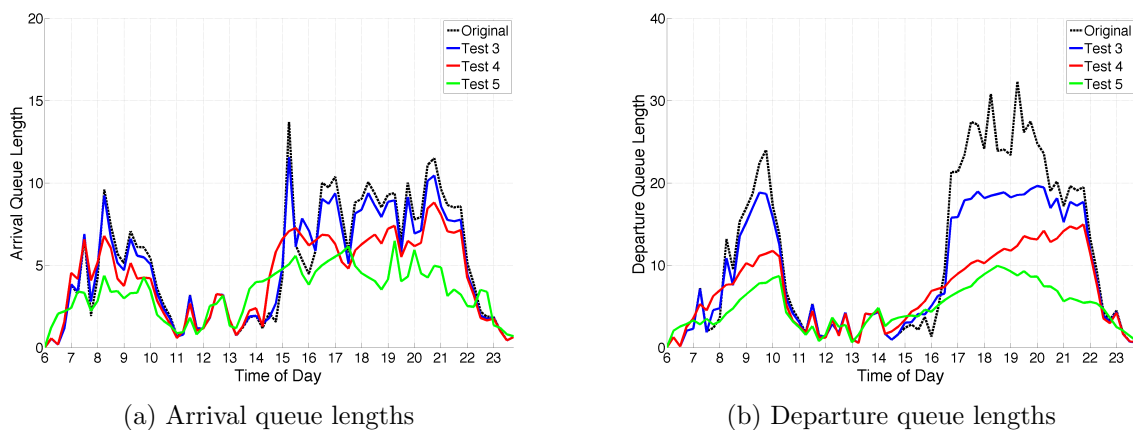 20
15
10
5
0
Arrival Queue Length
Original
Test 3
Test 4
Test 5
6 7 8 9 10 11 12 13 14 15 16 17 18 19 20 21 22 23
Time of Day
(a) Arrival queue lengths
40
30
20
10
0
Departure Queue Length
Original
Test 3
Test 4
Test 5
6 7 8 9 10 11 12 13 14 15 16 17 18 19 20 21 22 23
Time of Day
(b) Departure queue lengths